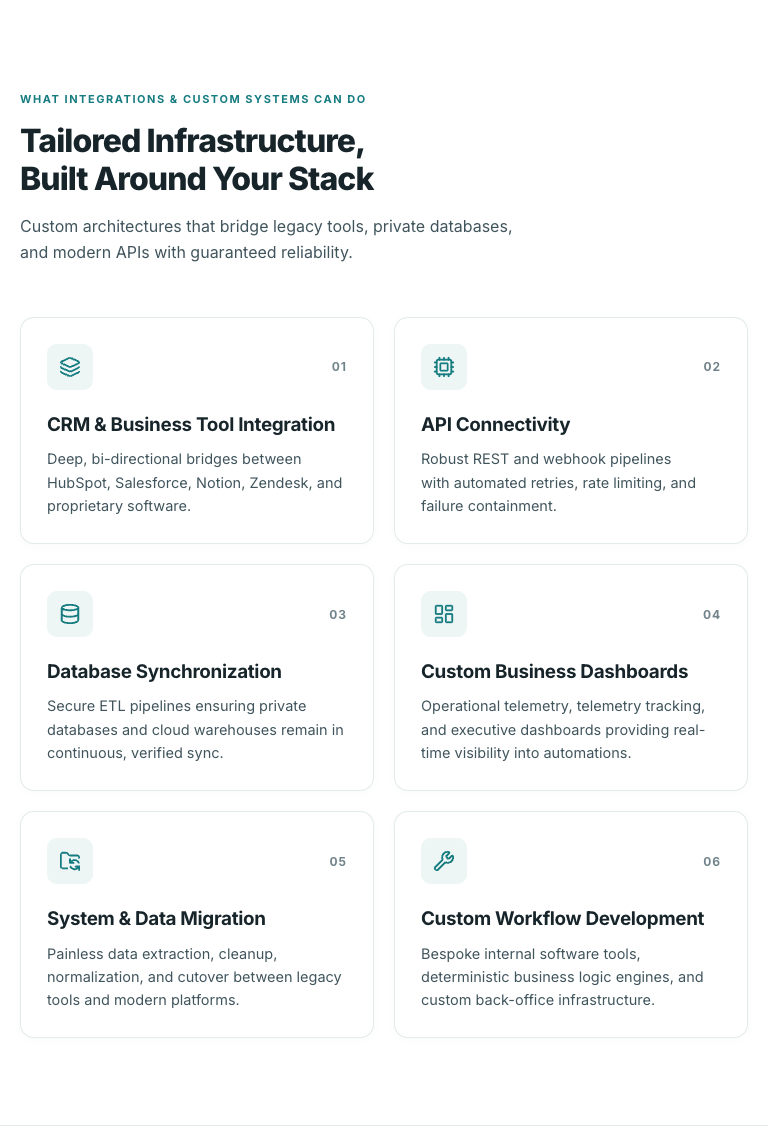 WHAT INTEGRATIONS & CUSTOM SYSTEMS CAN DO
Tailored Infrastructure,
Built Around Your Stack
Custom architectures that bridge legacy tools, private databases,
and modern APIs with guaranteed reliability.
01
CRM & Business Tool Integration
Deep, bi-directional bridges between
HubSpot, Salesforce, Notion, Zendesk, and
proprietary software.
02
API Connectivity
Robust REST and webhook pipelines
with automated retries, rate limiting, and
failure containment.
03
Database Synchronization
Secure ETL pipelines ensuring private
databases and cloud warehouses remain in
continuous, verified sync.
04
Custom Business Dashboards
Operational telemetry, telemetry tracking,
and executive dashboards providing real-
time visibility into automations.
05
System & Data Migration
Painless data extraction, cleanup,
normalization, and cutover between legacy
tools and modern platforms.
06
Custom Workflow Development
Bespoke internal software tools,
deterministic business logic engines, and
custom back-office infrastructure.